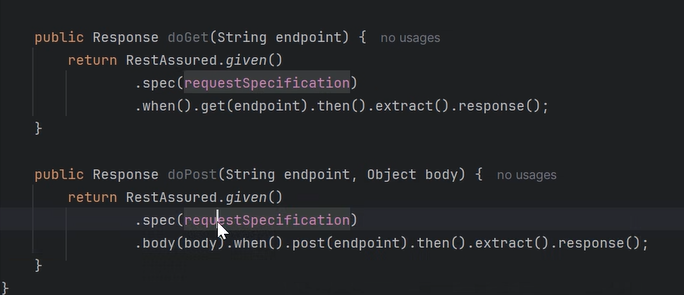 public Response doGet(String endpoint) { no usages
return RestAssured.given()
.spec(requestSpecification)
.when().get(endpoint).then().extract().response();
}
public Response doPost(String endpoint, Object body) { no usages
return RestAssured.given()
.spec(requestSpecification)
.body(body).when().post(endpoint).then().extract().response();
}
}